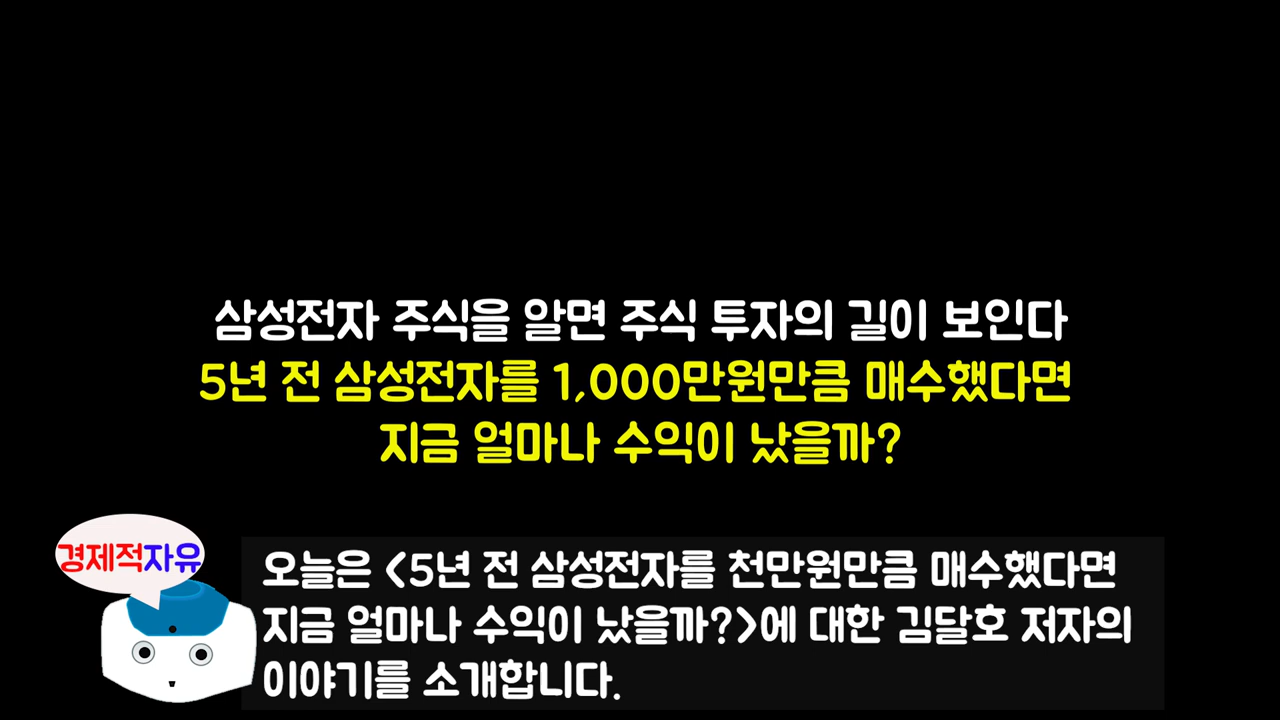 삼성전자 주식을 알면 주식 투자의 길이 보인다
5년 전 삼성전자를 1,000만원만큼 매수했다면
지금 얼마나 수익이 났을까?
경제적자유
오늘은 <5년 전 삼성전자를 천만원만큼 매수했다면
지금 얼마나 수익이 났을까?>에 대한 김달호 저자의
이야기를 소개합니다.